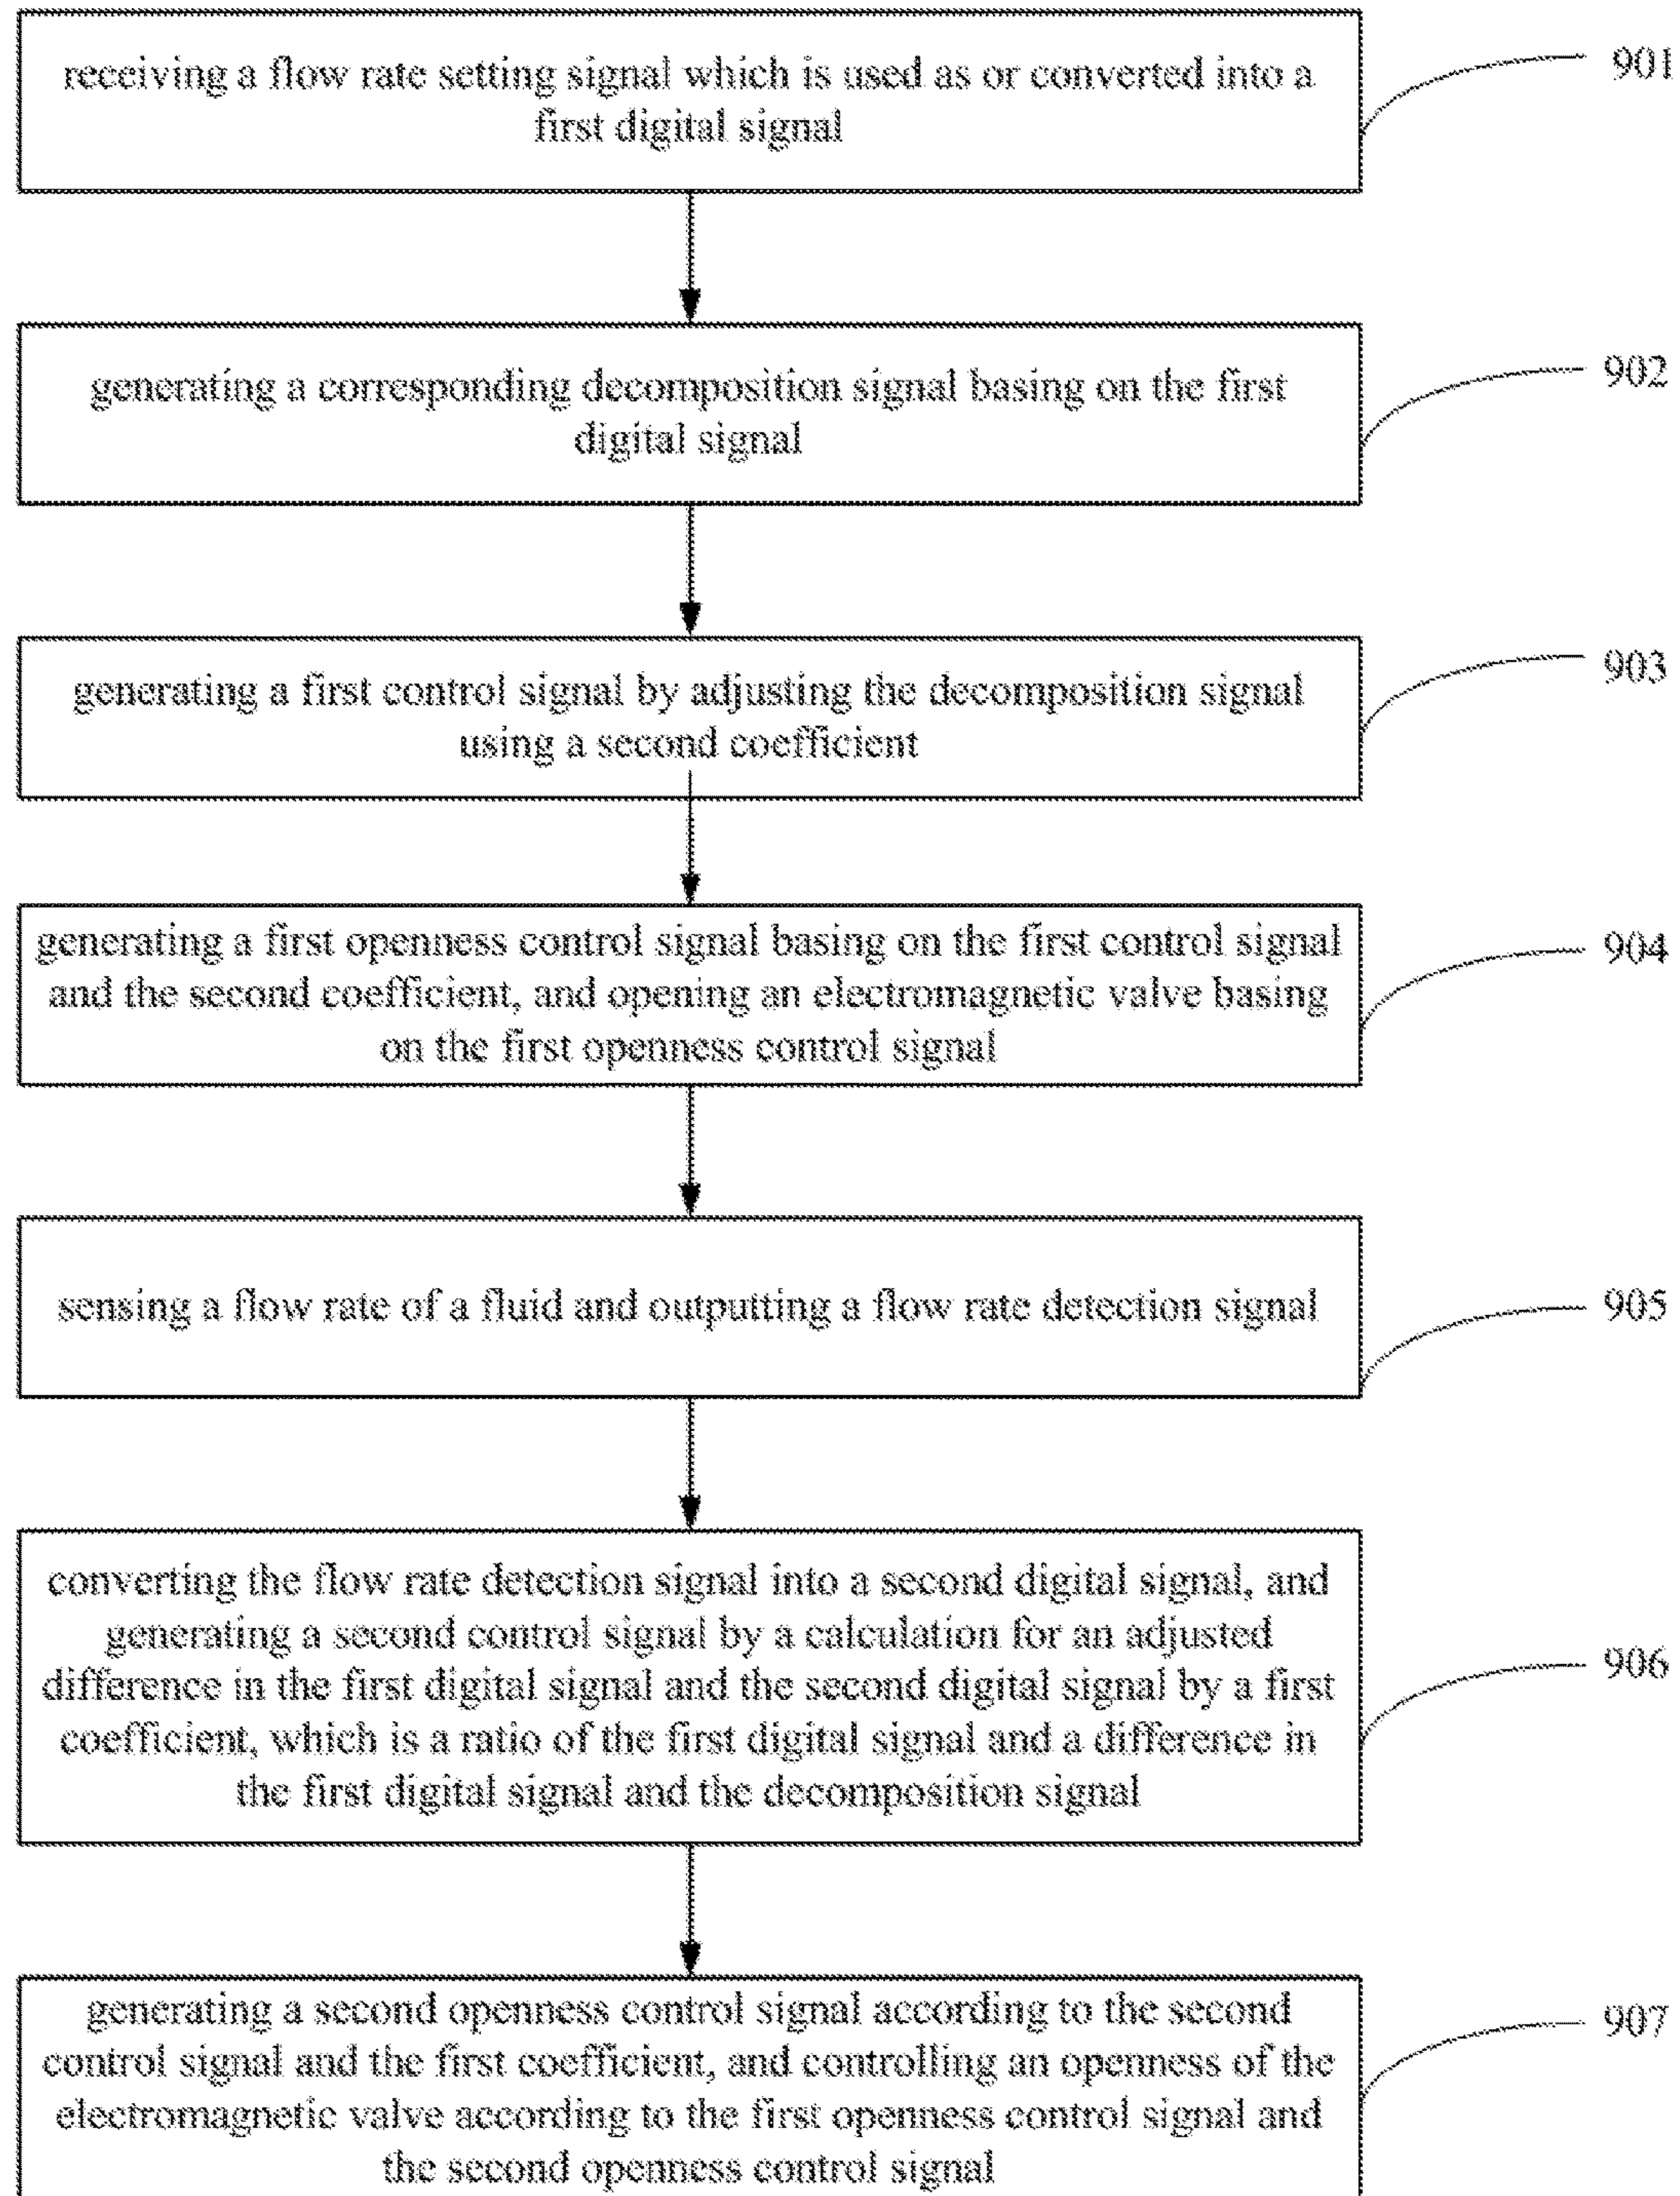 receiving a flow rate setting signal which is used as or converted into a
first digital signal
901
generating a corresponding decomposition signal basing on the first
digital signal
902
generating a first control signal by adjusting the decomposition signal
using a second coefficient
903
generating a first openness control signal basing on the first control signal
and the second coefficient, and opening an electromagnetic valve basing
on the first openness control signal
904
sensing a flow rate of a fluid and outputting a flow rate detection signal
905
converting the flow rate detection signal into a second digital signal, and
generating a second control signal by a calculation for an adjusted
difference in the first digital signal and the second digital signal by a first
coefficient, which is a ratio of the first digital signal and a difference in
the first digital signal and the decomposition signal
906
generating a second openness control signal according to the second
control signal and the first coefficient, and controlling an openness of the
electromagnetic valve according to the first openness control signal and
the second openness control signal
907